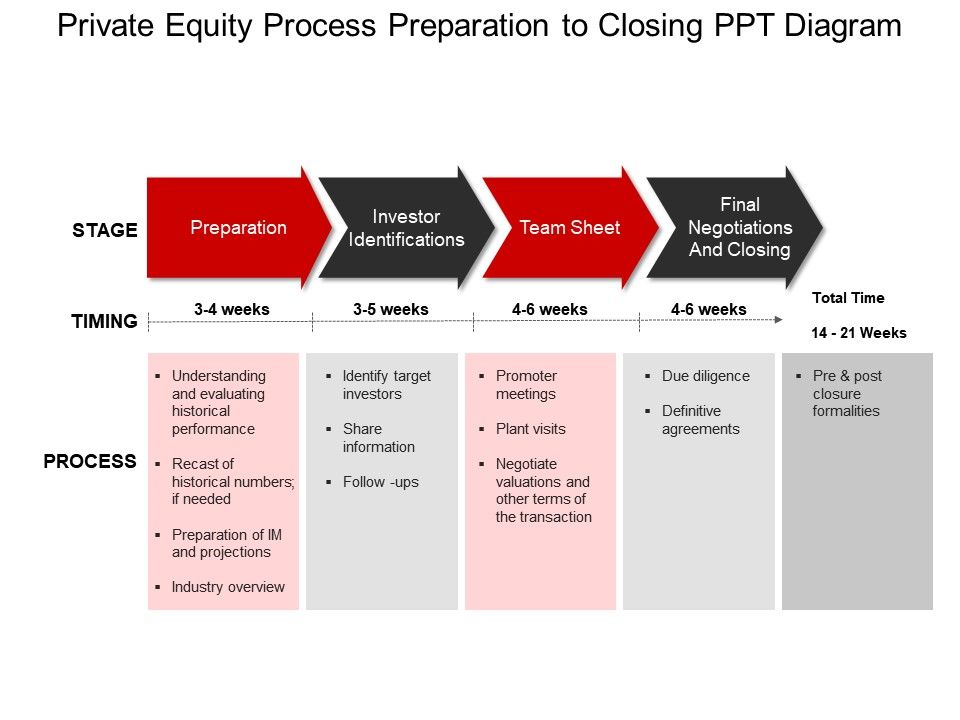 Private Equity Process Preparation to Closing PPT Diagram
STAGE
Preparation
Investor
Identifications
Team Sheet
Final
Negotiations
And Closing
TIMING
3-4 weeks
3-5 weeks
4-6 weeks
4-6 weeks
Total Time
14 - 21 Weeks
PROCESS
▪ Understanding
and evaluating
historical
performance
▪ Recast of
historical numbers;
if needed
▪ Preparation of IM
and projections
▪ Industry overview
▪ Identify target
investors
▪ Share
information
▪ Follow -ups
▪ Promoter
meetings
▪ Plant visits
▪ Negotiate
valuations and
other terms of
the transaction
▪ Due diligence
▪ Definitive
agreements
▪ Pre & post
closure
formalities